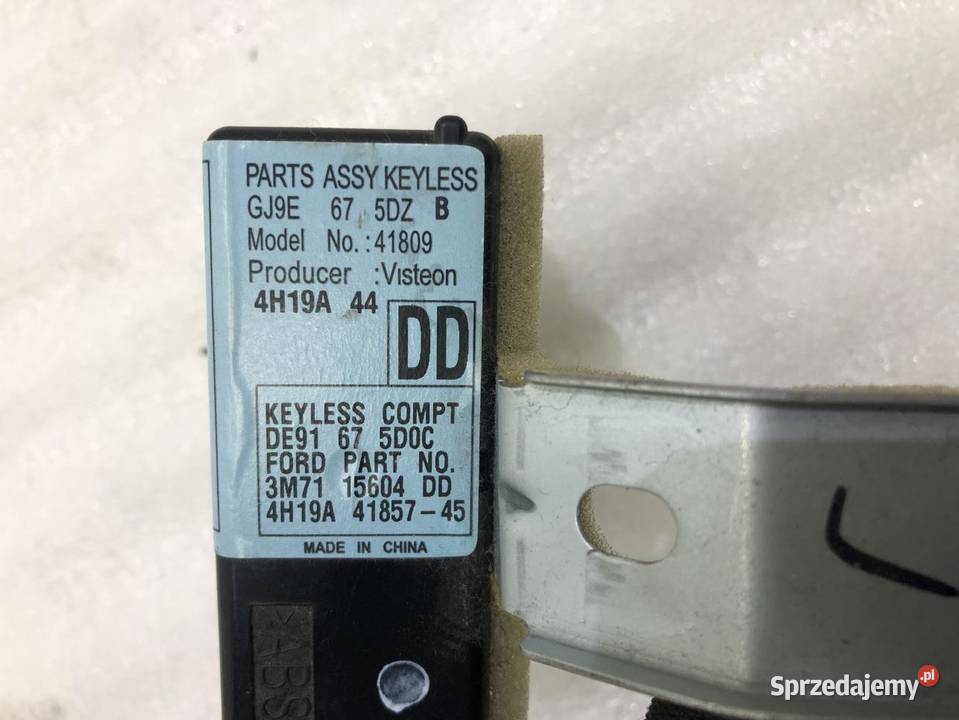 PARTS ASSY KEYLESS
GJ9E 67 5DZ B
Model No.:41809
Producer :Visteon
4H19A 44
DD
KEYLESS COMPT
DE91 67 5D0C
FORD PART NO.
3M71 15604 DD
4H19A 41857-45
MADE IN CHINA
>ABS
Sprzedajemy.pl